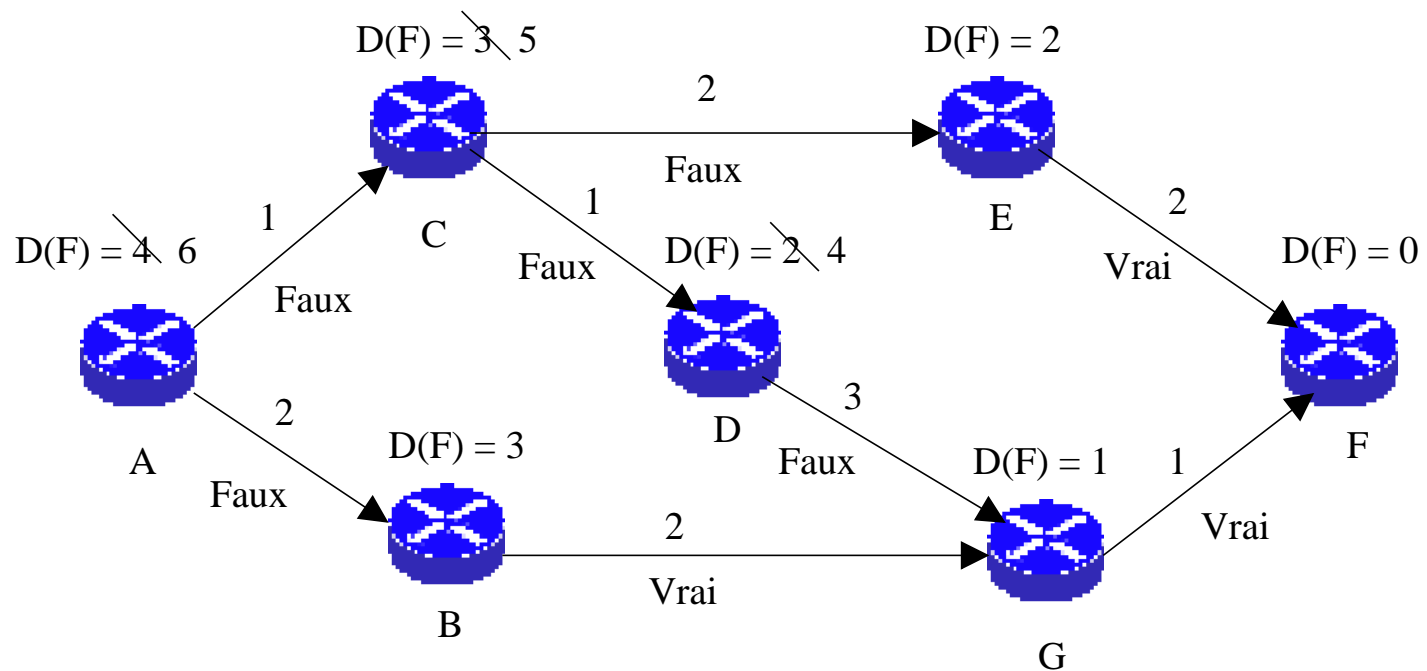 D(F) = 3 5
D(F) = 2
2
Faux
C
E
1
1
2
D(F) = 4 6
D(F) = 2 4
D(F) = 0
Faux
Vrai
Faux
2
3
D
A
F
D(F) = 3
D(F) = 1
1
Faux
Faux
2
Vrai
Vrai
B
G